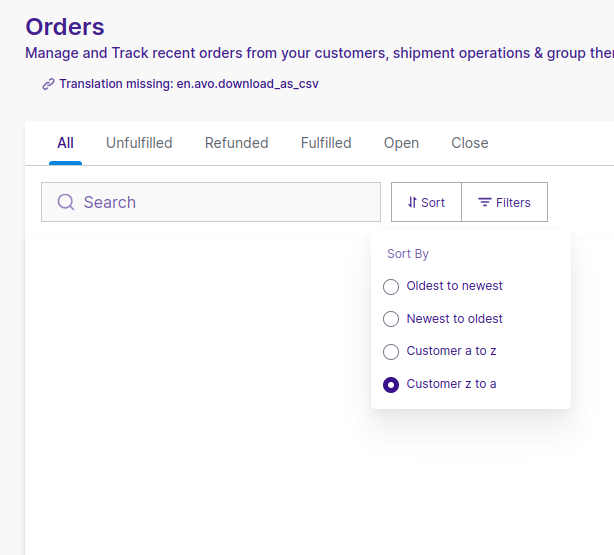 Orders
Manage and Track recent orders from your customers, shipment operations & group
Translation missing: en.avo.download_as_csv
All Unfulfilled Refunded Fulfilled Open Close
Search Sort Filters
Sort By
Oldest to newest
Newest to oldest
Customer a to z
Customer z to a